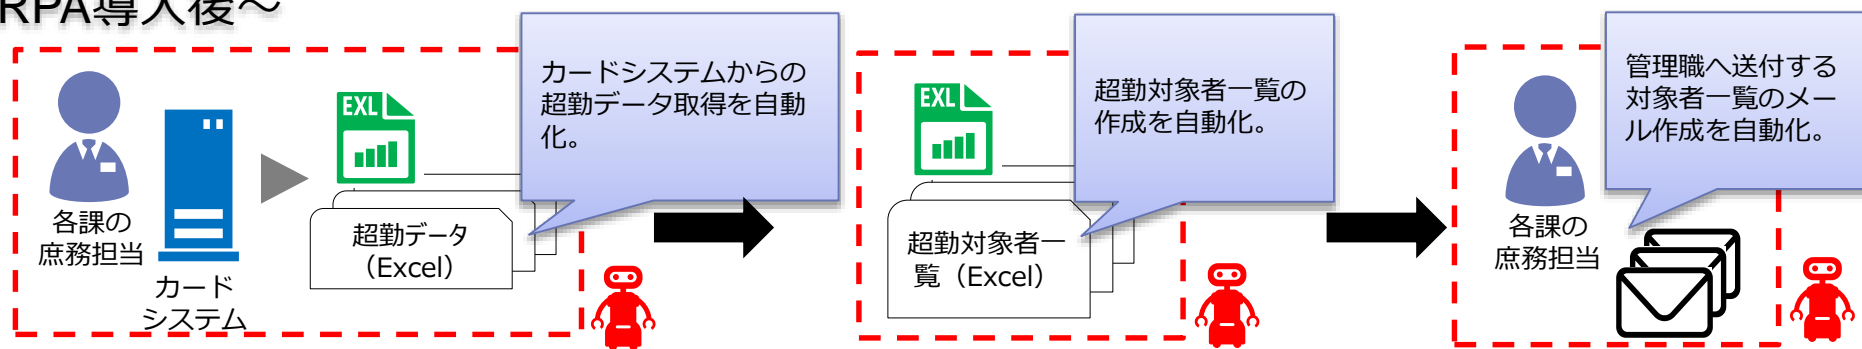 RPA導入後～
各課の
庶務担当
カード
システム
EXL
超勤データ
（Excel）
カードシステムからの
超勤データ取得を自動
化。
EXL
超勤対象者一
覧（Excel）
超勤対象者一覧の
作成を自動化。
各課の
庶務担当
管理職へ送付する
対象者一覧のメー
ル作成を自動化。